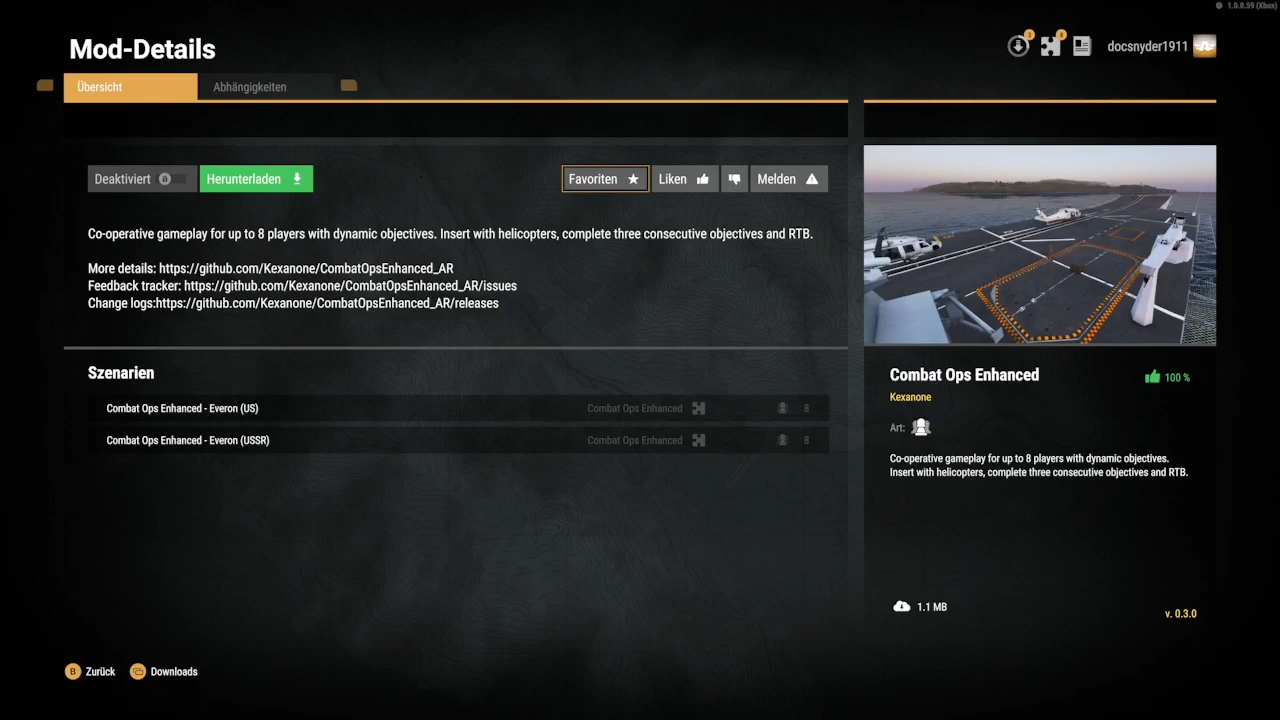 1.0.0.59 (Xbox)
Mod-Details
3
8
docsnyder1911
Übersicht
Abhängigkeiten
Deaktiviert
Herunterladen
Favoriten
Liken
Melden
Co-operative gameplay for up to 8 players with dynamic objectives. Insert with helicopters, complete three consecutive objectives and RTB.
More details: https://github.com/Kexanone/CombatOpsEnhanced_AR
Feedback tracker: https://github.com/Kexanone/CombatOpsEnhanced_AR/issues
Change logs:https://github.com/Kexanone/CombatOpsEnhanced_AR/releases
Szenarien
Combat Ops Enhanced - Everon (US) Combat Ops Enhanced 8
Combat Ops Enhanced - Everon (USSR) Combat Ops Enhanced 8
Combat Ops Enhanced
100 %
Kexanone
Art:
Co-operative gameplay for up to 8 players with dynamic objectives.
Insert with helicopters, complete three consecutive objectives and RTB.
1.1 MB
v. 0.3.0
B Zurück
Downloads